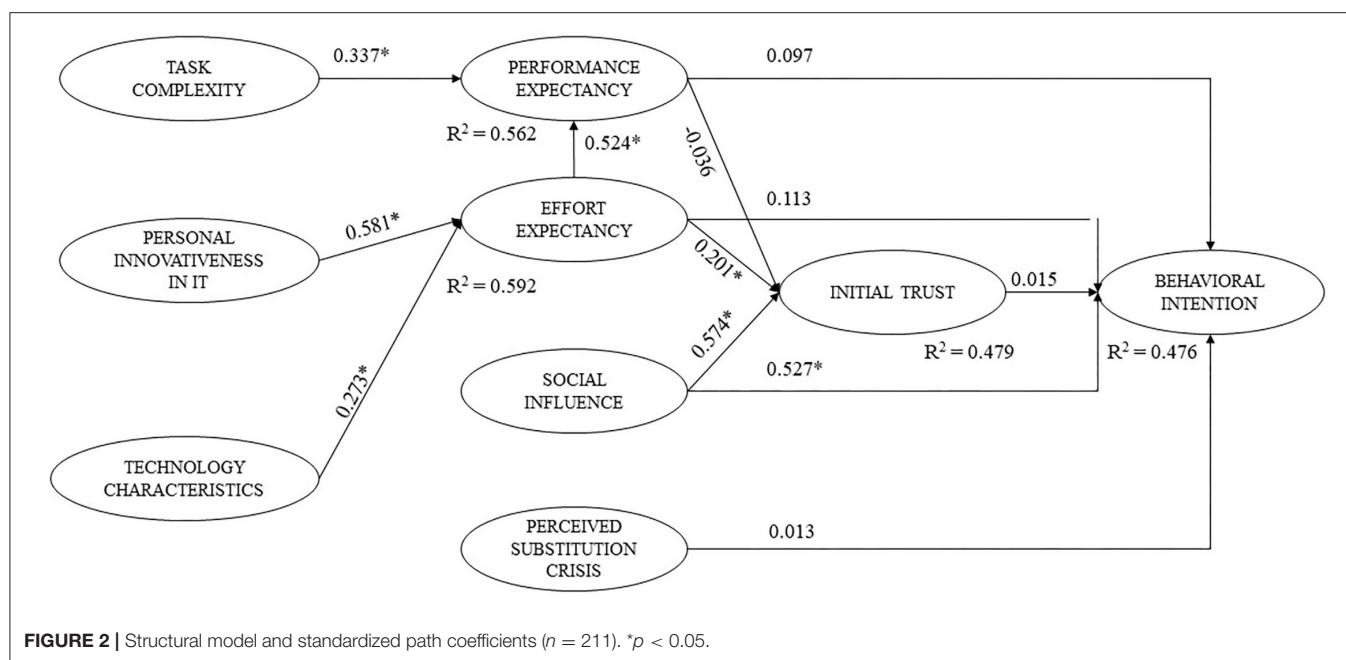 TASK
COMPLEXITY
0.337*
PERFORMANCE
EXPECTANCY
0.097
R² = 0.562
0.524*
-0.036
PERSONAL
INNOVATIVENESS
IN IT
0.581*
EFFORT
EXPECTANCY
0.113
R² = 0.592
0.201*
INITIAL TRUST
0.015
BEHAVIORAL
INTENTION
R² = 0.479
R² = 0.476
0.273*
0.574*
SOCIAL
INFLUENCE
0.527*
TECHNOLOGY
CHARACTERISTICS
PERCEIVED
SUBSTITUTION
CRISIS
0.013
FIGURE 2 | Structural model and standardized path coefficients (n = 211). *p < 0.05.